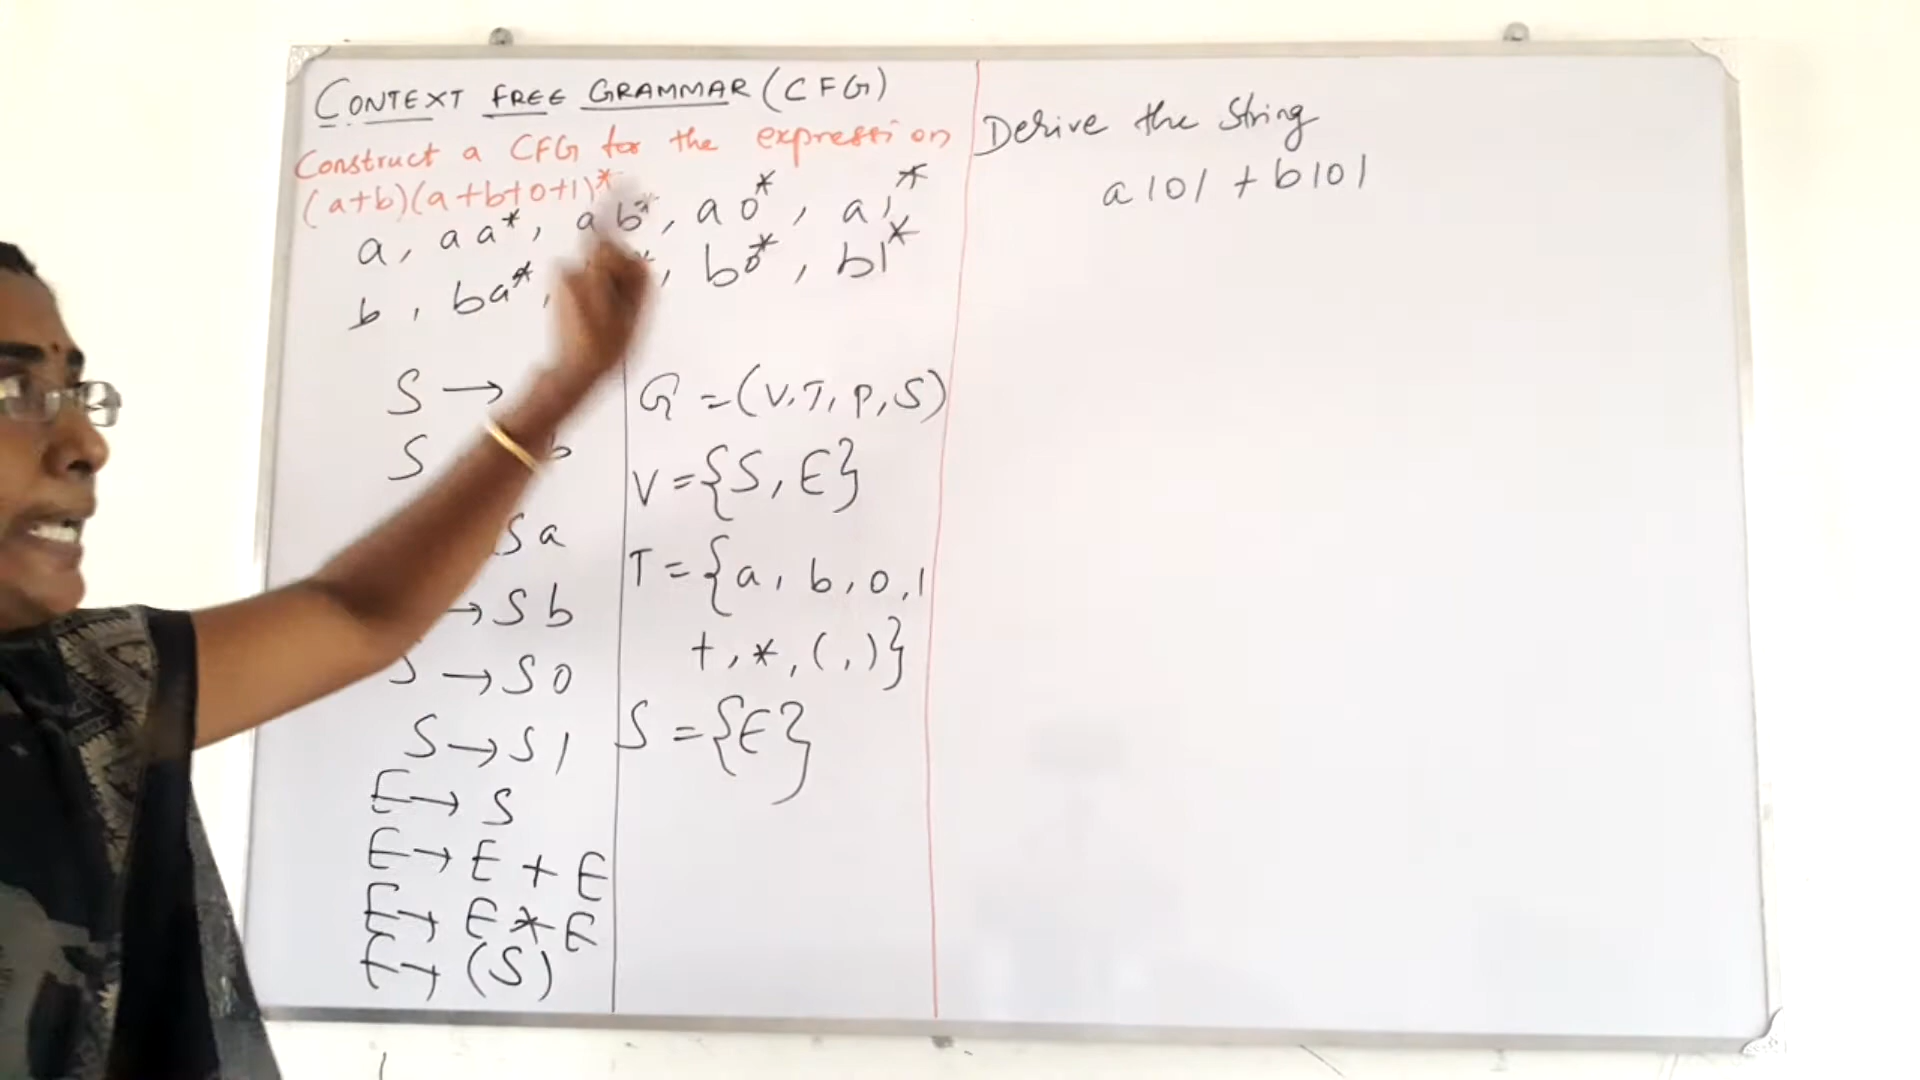 CONTEXT FREE GRAMMAR (CFG)
Construct a CFG for the expression
(a+b)(a+b+0+1)*
a, aa*, ab*, a0*, a1*
b, ba*, *, b0*, b1*
S →
S b
Sa
→ Sb
S → S0
S → S1
E → S
E → E + E
E → E * E
E → (S)
G = (V, T, P, S)
V = {S, E}
T = {a, b, 0, 1
+, *, (, )}
S = {E}
Derive the String
a101 + b101